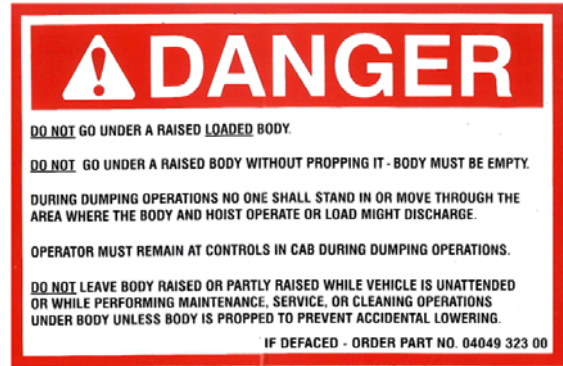 DANGER
DO NOT GO UNDER A RAISED LOADED BODY.
DO NOT GO UNDER A RAISED BODY WITHOUT PROPPING IT - BODY MUST BE EMPTY.
DURING DUMPING OPERATIONS NO ONE SHALL STAND IN OR MOVE THROUGH THE
AREA WHERE THE BODY AND HOIST OPERATE OR LOAD MIGHT DISCHARGE.
OPERATOR MUST REMAIN AT CONTROLS IN CAB DURING DUMPING OPERATIONS.
DO NOT LEAVE BODY RAISED OR PARTLY RAISED WHILE VEHICLE IS UNATTENDED
OR WHILE PERFORMING MAINTENANCE, SERVICE, OR CLEANING OPERATIONS
UNDER BODY UNLESS BODY IS PROPPED TO PREVENT ACCIDENTAL LOWERING.
IF DEFACED - ORDER PART NO. 04049 323 00